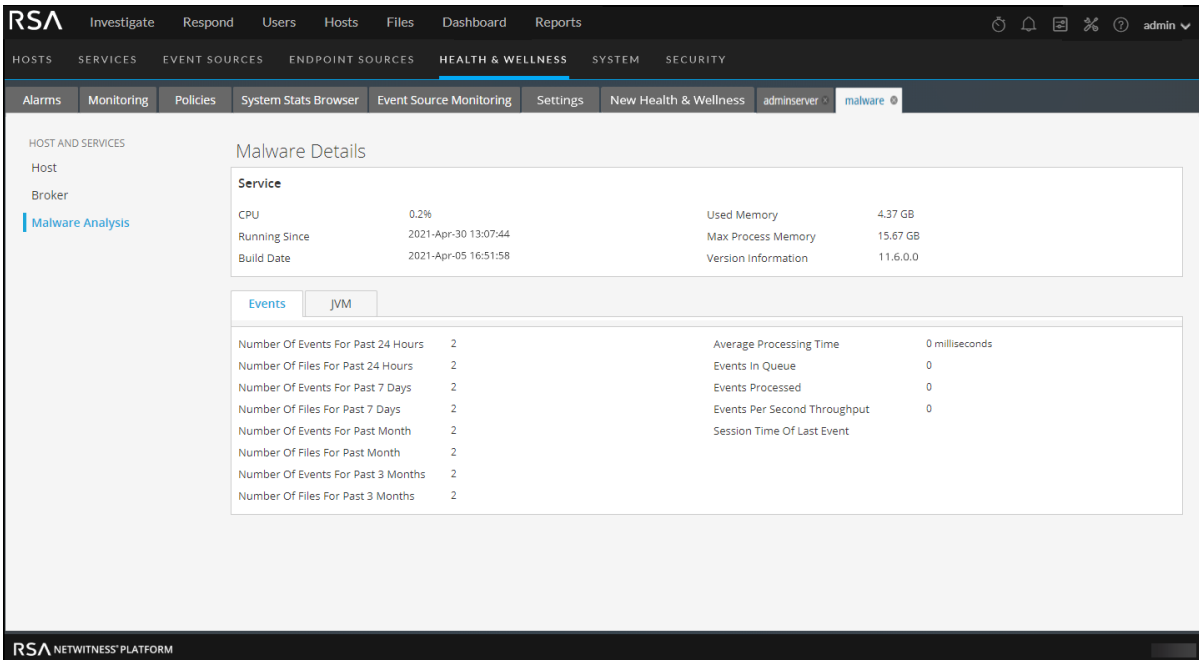 RSA Investigate Respond Users Hosts Files Dashboard Reports admin
HOSTS SERVICES EVENT SOURCES ENDPOINT SOURCES HEALTH & WELLNESS SYSTEM SECURITY
Alarms Monitoring Policies System Stats Browser Event Source Monitoring Settings New Health & Wellness adminserver malware
HOST AND SERVICES
Host
Broker
Malware Analysis
Malware Details
Service
CPU 0.2% Used Memory 4.37 GB
Running Since 2021-Apr-30 13:07:44 Max Process Memory 15.67 GB
Build Date 2021-Apr-05 16:51:58 Version Information 11.6.0.0
Events JVM
Number Of Events For Past 24 Hours 2 Average Processing Time 0 milliseconds
Number Of Files For Past 24 Hours 2 Events In Queue 0
Number Of Events For Past 7 Days 2 Events Processed 0
Number Of Files For Past 7 Days 2 Events Per Second Throughput 0
Number Of Events For Past Month 2 Session Time Of Last Event
Number Of Files For Past Month 2
Number Of Events For Past 3 Months 2
Number Of Files For Past 3 Months 2
RSA NETWITNESS® PLATFORM